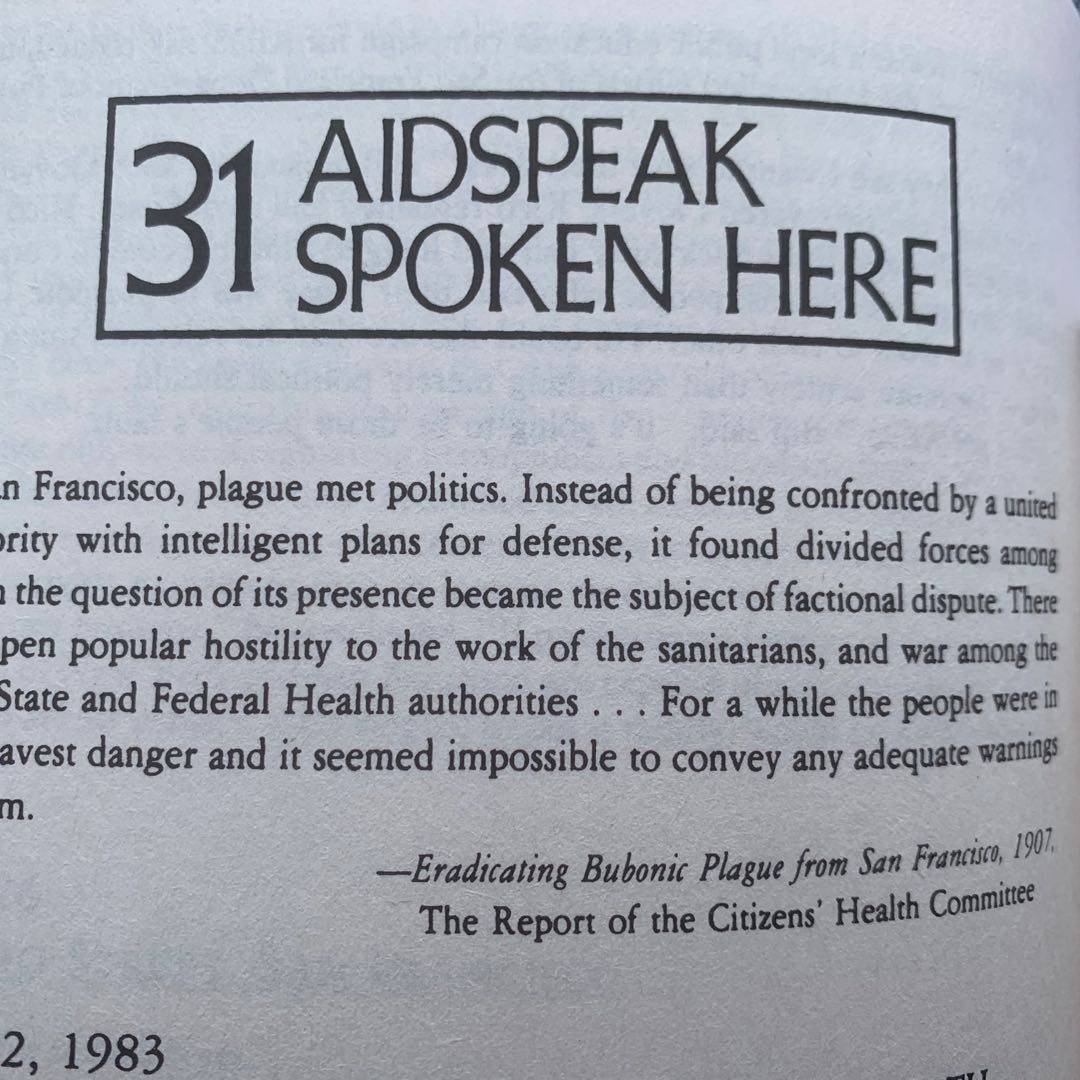 31 AIDSPEAK
SPOKEN HERE
n Francisco, plague met politics. Instead of being confronted by a united
ority with intelligent plans for defense, it found divided forces among
the question of its presence became the subject of factional dispute. There
pen popular hostility to the work of the sanitarians, and war among the
State and Federal Health authorities . . . For a while the people were in
avest danger and it seemed impossible to convey any adequate warnings
m.
—Eradicating Bubonic Plague from San Francisco, 1907,
The Report of the Citizens' Health Committee
2, 1983